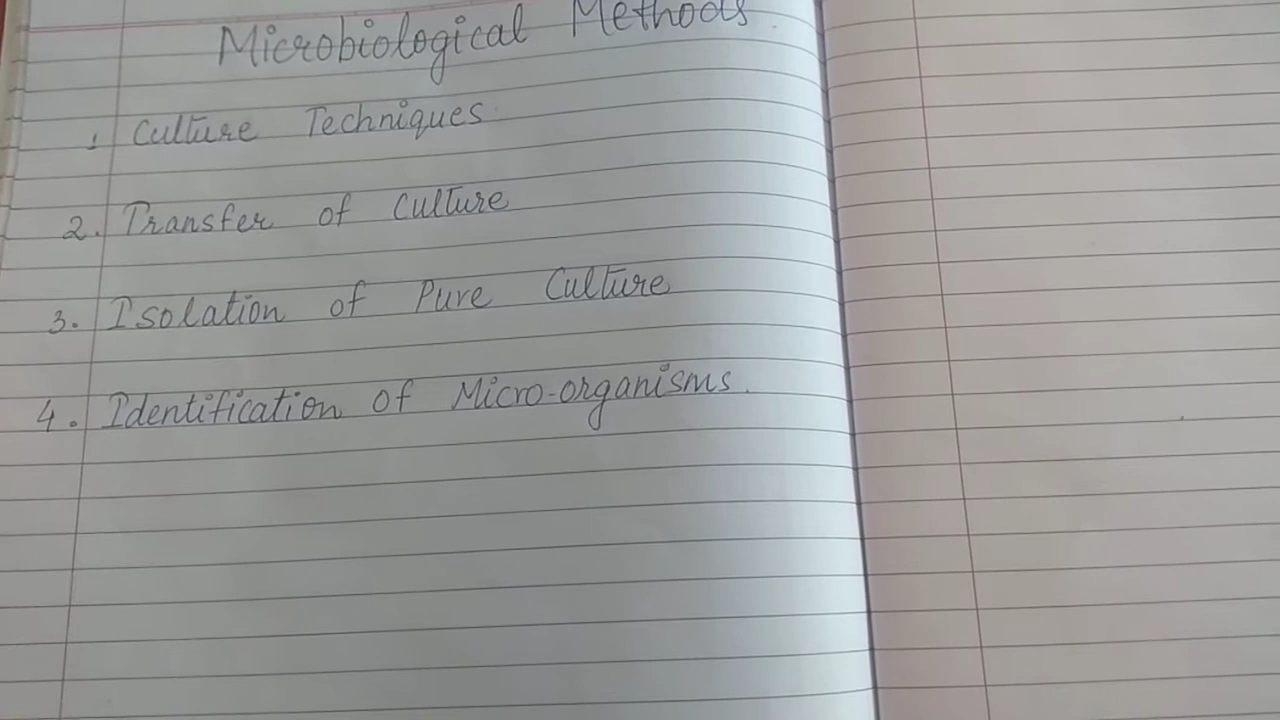 Microbiological Methods
1 Culture Techniques
2. Transfer of Culture
3. Isolation of Pure Culture
4. Identification of Micro-organisms.